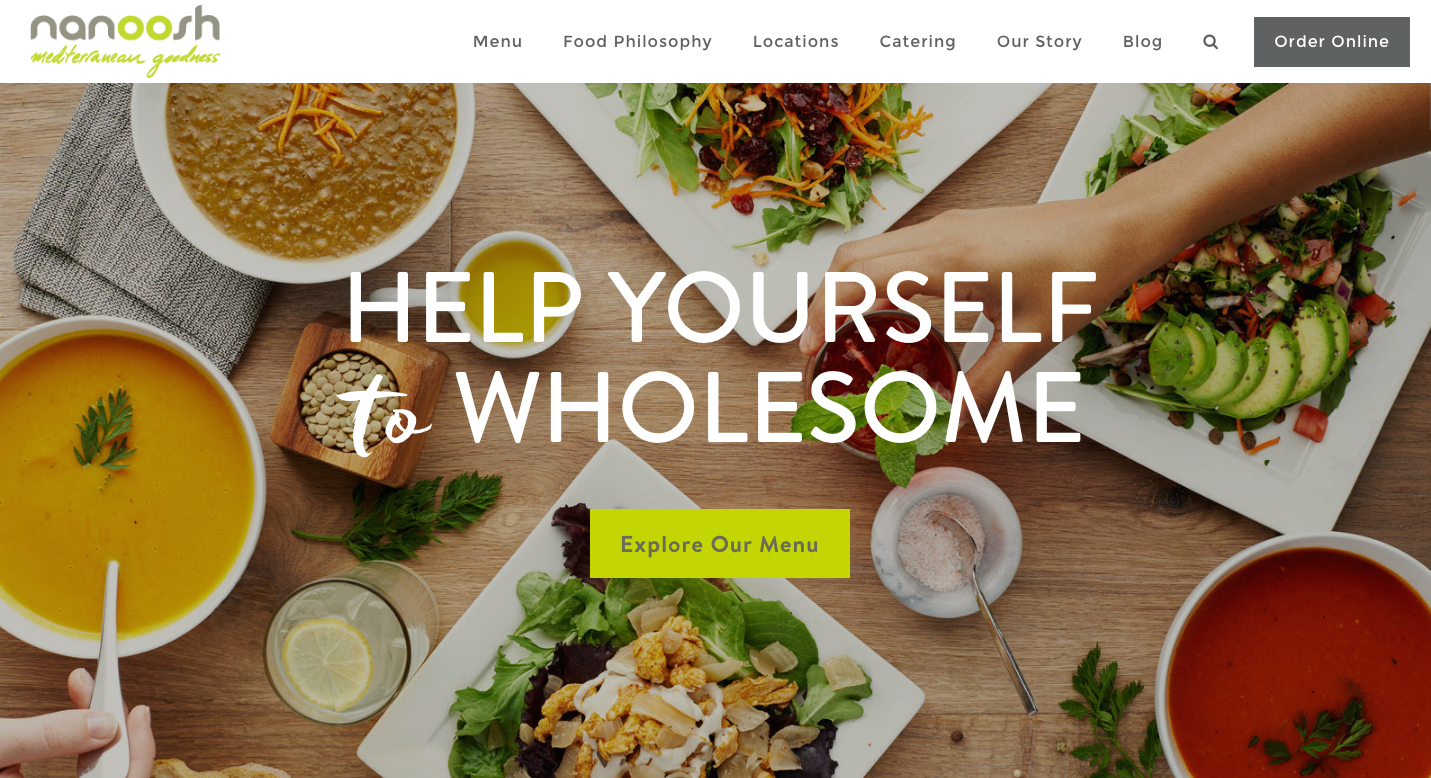 nanoosh
mediterranean goodness
Menu
Food Philosophy
Locations
Catering
Our Story
Blog
Order Online
HELP YOURSELF
to WHOLESOME
Explore Our Menu